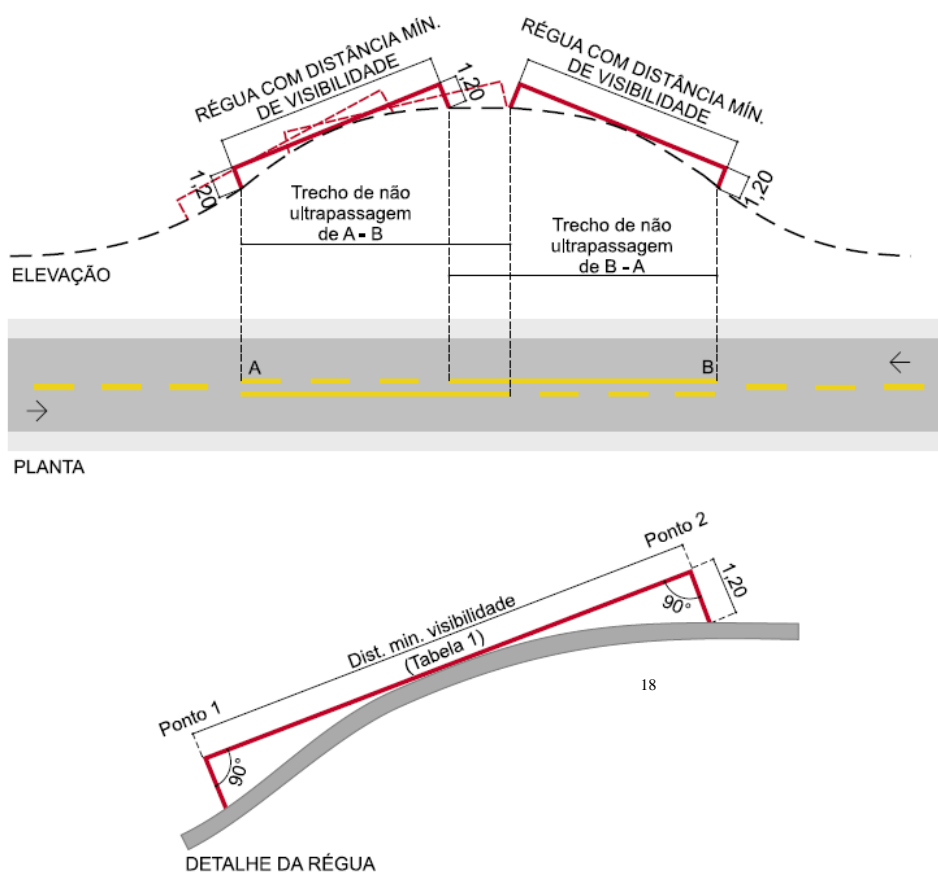 RÉGUA COM DISTÂNCIA MÍN.
DE VISIBILIDADE
1,20
1,20
RÉGUA COM DISTÂNCIA MÍN.
DE VISIBILIDADE
1,20
Trecho de não
ultrapassagem
de A - B
Trecho de não
ultrapassagem
de B - A
ELEVAÇÃO
A
B
PLANTA
Ponto 1
Dist. min. visibilidade
(Tabela 1)
Ponto 2
1,20
90°
90°
18
DETALHE DA RÉGUA